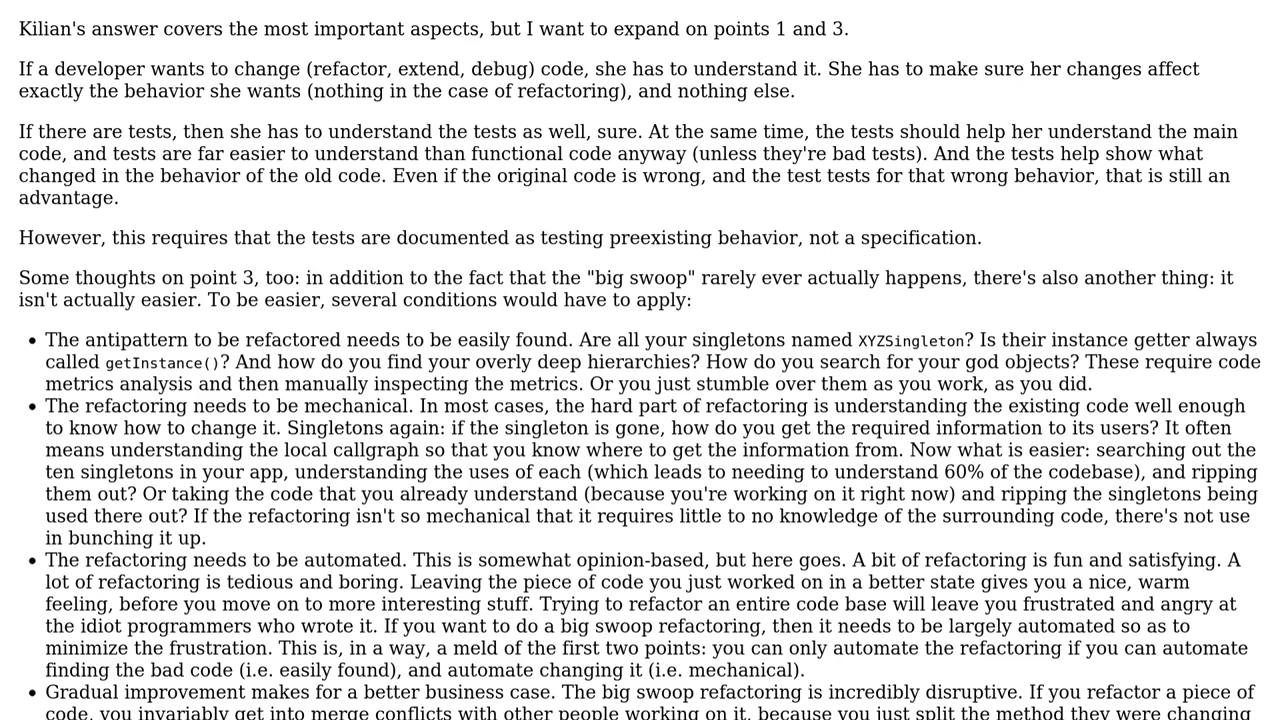 Kilian's answer covers the most important aspects, but I want to expand on points 1 and 3.
If a developer wants to change (refactor, extend, debug) code, she has to understand it. She has to make sure her changes affect
exactly the behavior she wants (nothing in the case of refactoring), and nothing else.
If there are tests, then she has to understand the tests as well, sure. At the same time, the tests should help her understand the main
code, and tests are far easier to understand than functional code anyway (unless they're bad tests). And the tests help show what
changed in the behavior of the old code. Even if the original code is wrong, and the test tests for that wrong behavior, that is still an
advantage.
However, this requires that the tests are documented as testing preexisting behavior, not a specification.
Some thoughts on point 3, too: in addition to the fact that the "big swoop" rarely ever actually happens, there's also another thing: it
isn't actually easier. To be easier, several conditions would have to apply:
• The antipattern to be refactored needs to be easily found. Are all your singletons named XYZSingleton? Is their instance getter always
called getInstance()? And how do you find your overly deep hierarchies? How do you search for your god objects? These require code
metrics analysis and then manually inspecting the metrics. Or you just stumble over them as you work, as you did.
• The refactoring needs to be mechanical. In most cases, the hard part of refactoring is understanding the existing code well enough
to know how to change it. Singletons again: if the singleton is gone, how do you get the required information to its users? It often
means understanding the local callgraph so that you know where to get the information from. Now what is easier: searching out the
ten singletons in your app, understanding the uses of each (which leads to needing to understand 60% of the codebase), and ripping
them out? Or taking the code that you already understand (because you're working on it right now) and ripping the singletons being
used there out? If the refactoring isn't so mechanical that it requires little to no knowledge of the surrounding code, there's not use
in bunching it up.
• The refactoring needs to be automated. This is somewhat opinion-based, but here goes. A bit of refactoring is fun and satisfying. A
lot of refactoring is tedious and boring. Leaving the piece of code you just worked on in a better state gives you a nice, warm
feeling, before you move on to more interesting stuff. Trying to refactor an entire code base will leave you frustrated and angry at
the idiot programmers who wrote it. If you want to do a big swoop refactoring, then it needs to be largely automated so as to
minimize the frustration. This is, in a way, a meld of the first two points: you can only automate the refactoring if you can automate
finding the bad code (i.e. easily found), and automate changing it (i.e. mechanical).
• Gradual improvement makes for a better business case. The big swoop refactoring is incredibly disruptive. If you refactor a piece of
code, you invariably get into merge conflicts with other people working on it, because you just split the method they were changing